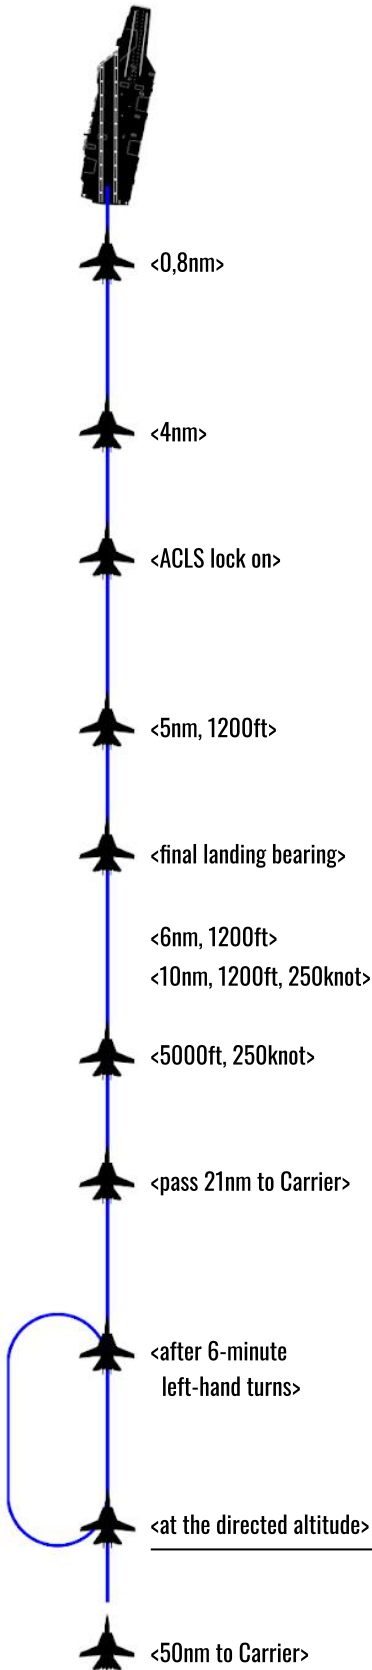 <0,8nm>
<4nm>
<ACLS lock on>
<5nm, 1200ft>
<final landing bearing>
<6nm, 1200ft>
<10nm, 1200ft, 250knot>
<5000ft, 250knot>
<pass 21nm to Carrier>
<after 6-minute
left-hand turns>
<at the directed altitude>
<50nm to Carrier>